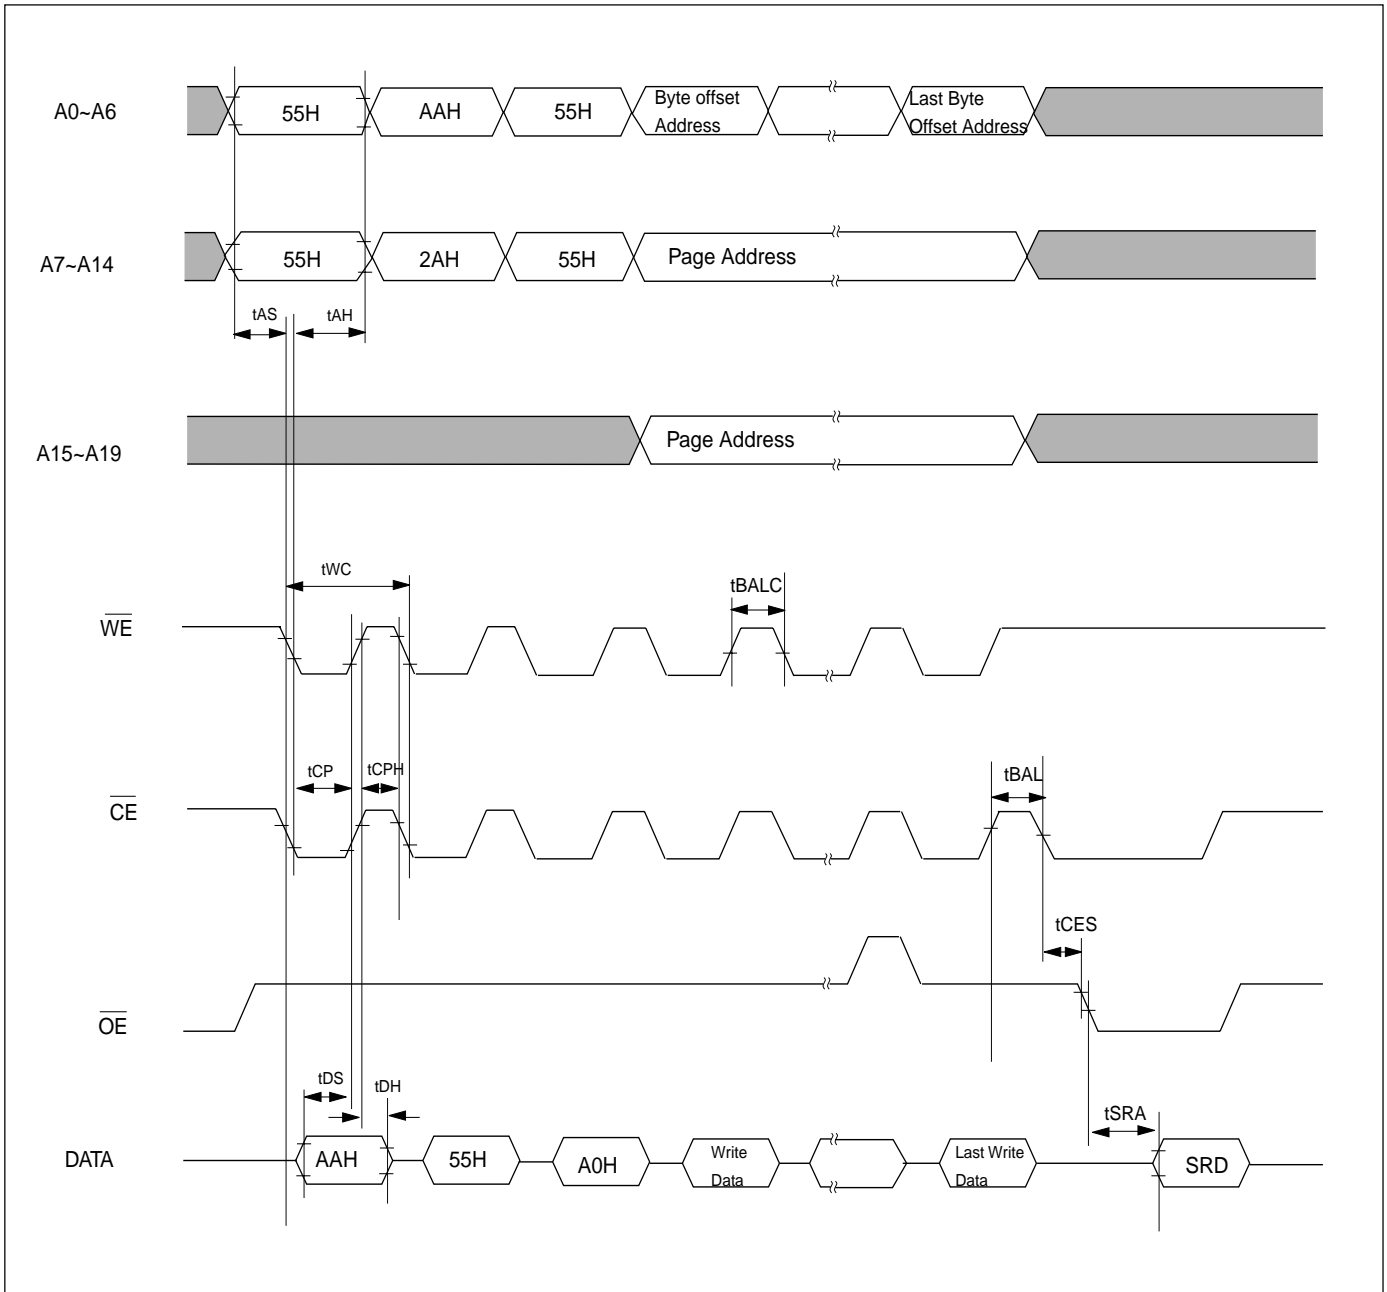 A0~A6
55H
AAH
55H
Byte offset
Address
Last Byte
Offset Address
A7~A14
55H
2AH
55H
Page Address
tAS
tAH
A15~A19
Page Address
tWC
tBALC
WE
tCP
tCPH
tBAL
CE
tCES
OE
tDS
tDH
tSRA
DATA
AAH
55H
A0H
Write
Data
Last Write
Data
SRD